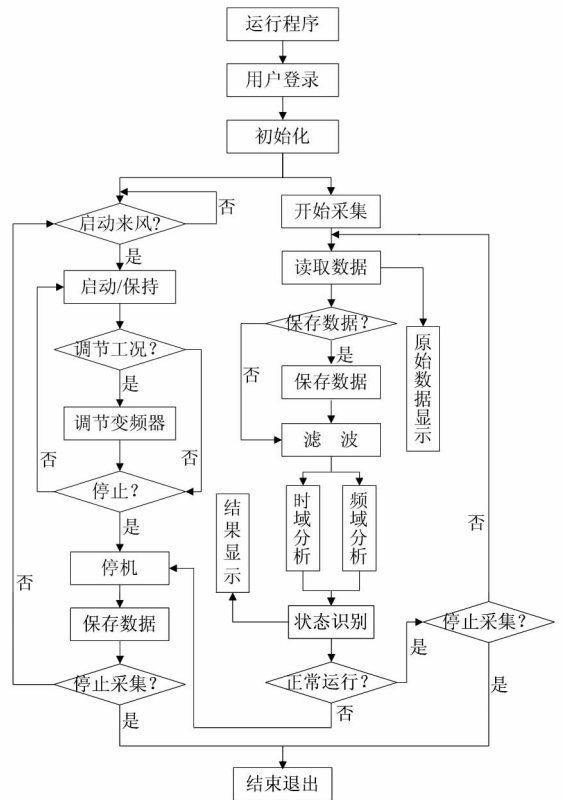 运行程序
用户登录
初始化
启动来风?
否
是
启动/保持
调节工况?
是
调节变频器
否
否
停止?
是
停机
保存数据
否
停止采集?
是
开始采集
读取数据
保存数据?
是
否
保存数据
原始数据显示
滤 波
时域分析
频域分析
结果显示
状态识别
正常运行?
是
否
停止采集?
否
是
结束退出